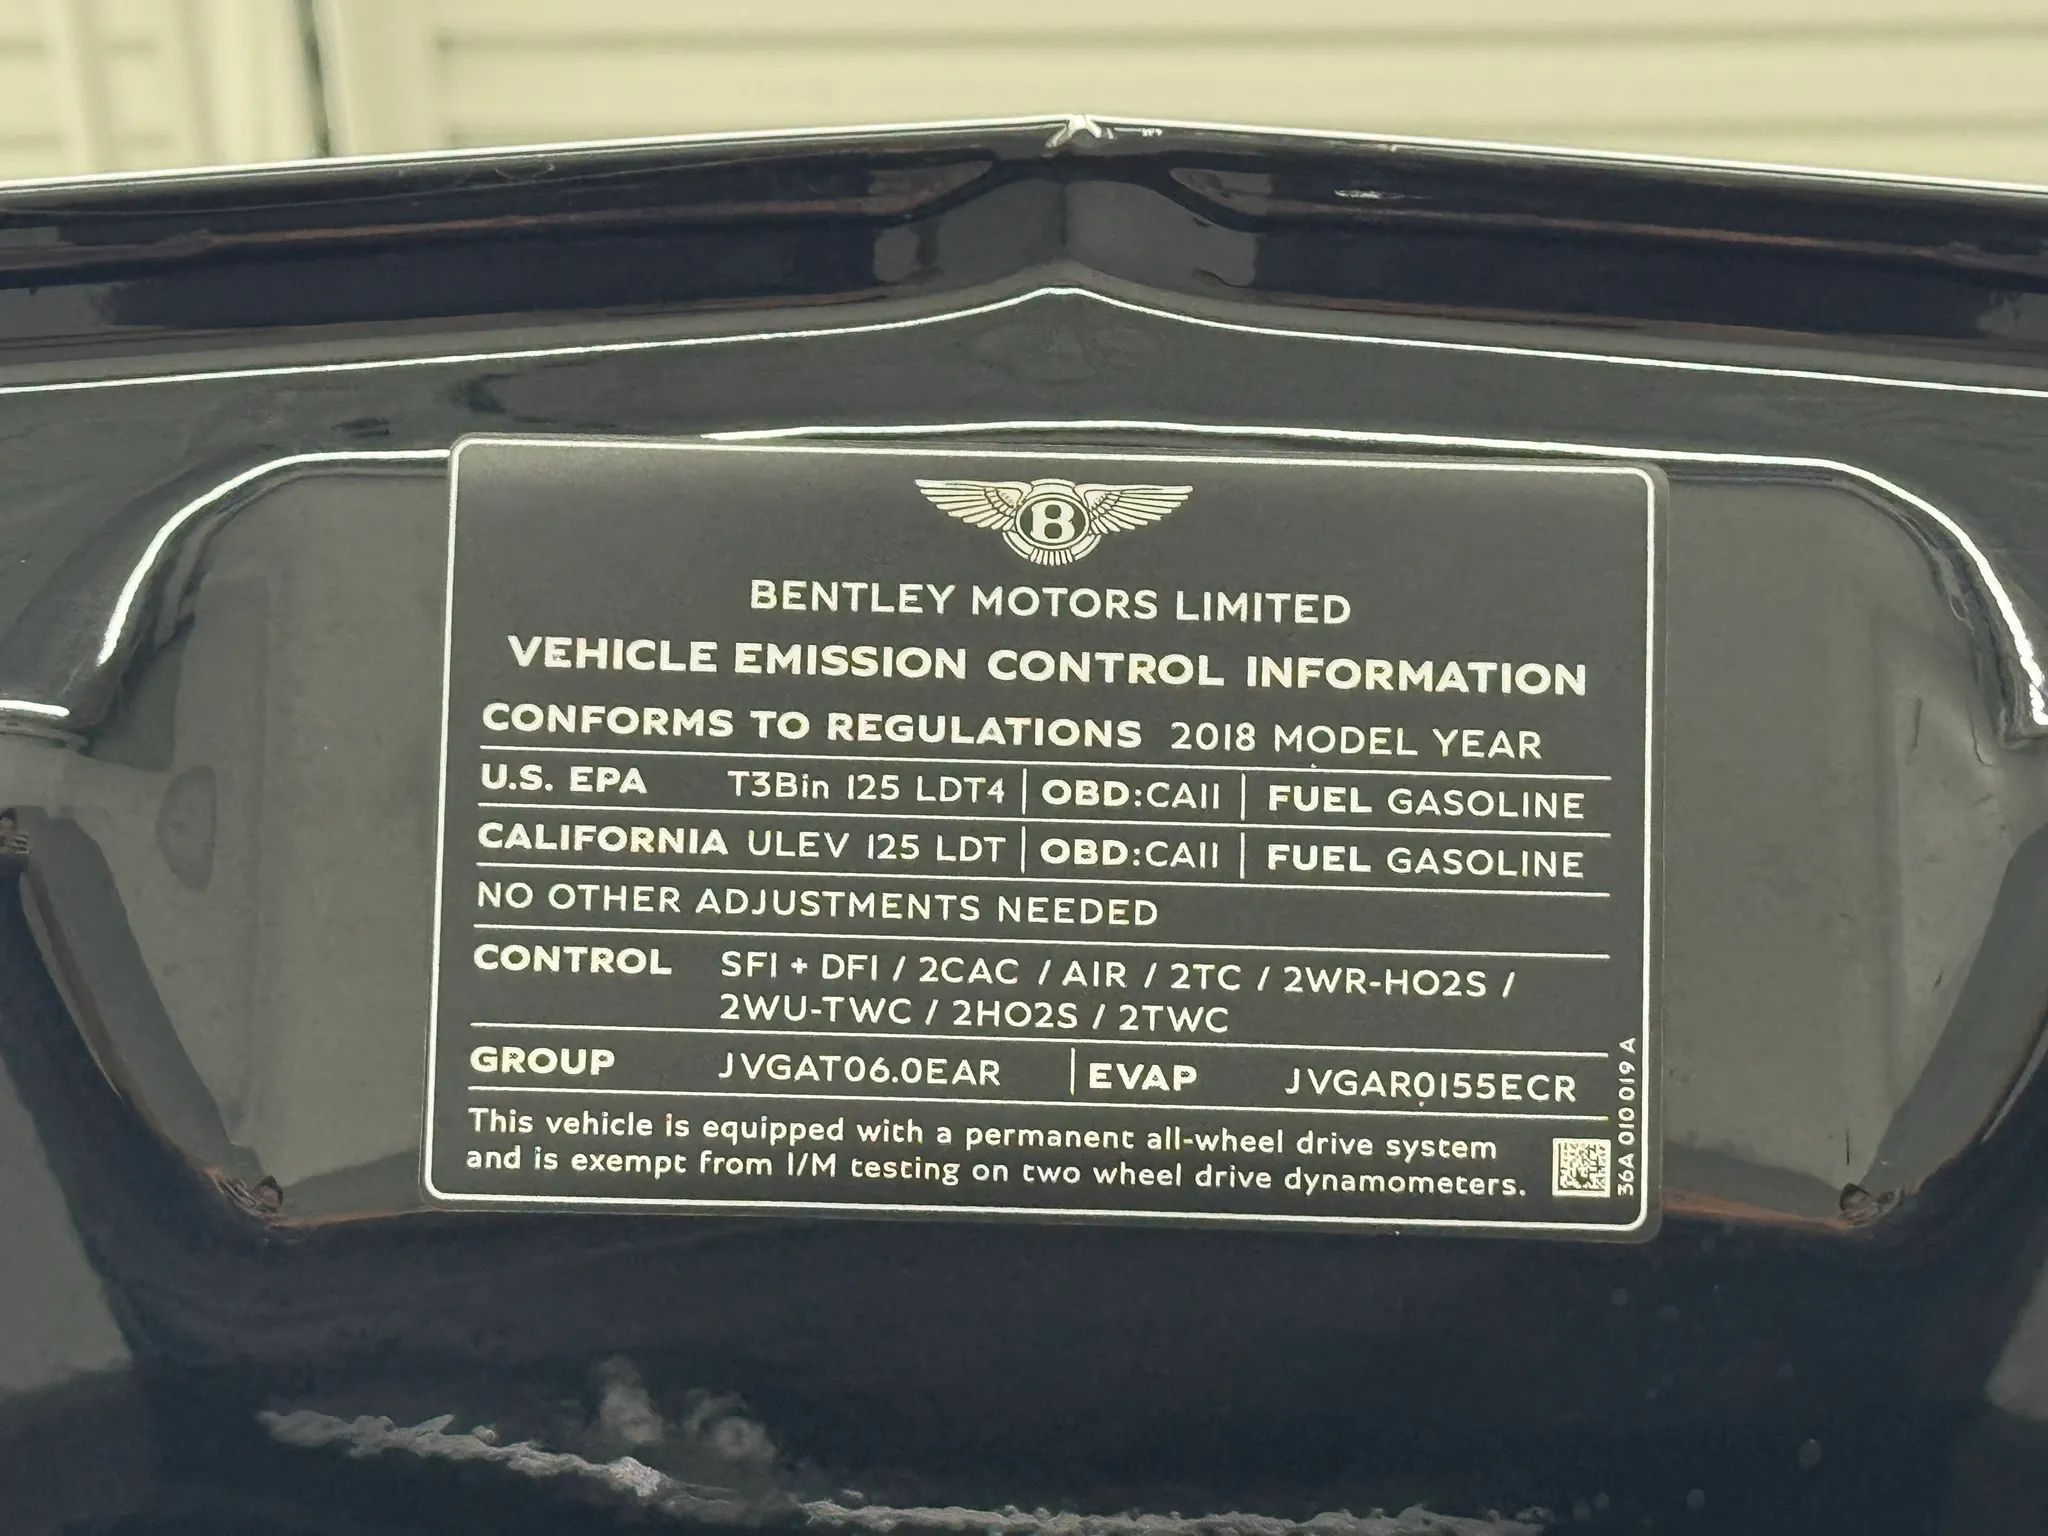 B
BENTLEY MOTORS LIMITED
VEHICLE EMISSION CONTROL INFORMATION
CONFORMS TO REGULATIONS 2018 MODEL YEAR
U.S. EPA T3Bin 125 LDT4 | OBD:CAII | FUEL GASOLINE
CALIFORNIA ULEV 125 LDT | OBD:CAII | FUEL GASOLINE
NO OTHER ADJUSTMENTS NEEDED
CONTROL SFI + DFI / 2CAC / AIR / 2TC / 2WR-HO2S /
2WU-TWC / 2HO2S / 2TWC
GROUP JVGAT06.0EAR | EVAP JVGAR0155ECR
This vehicle is equipped with a permanent all-wheel drive system
and is exempt from I/M testing on two wheel drive dynamometers.
36A 010 019 A